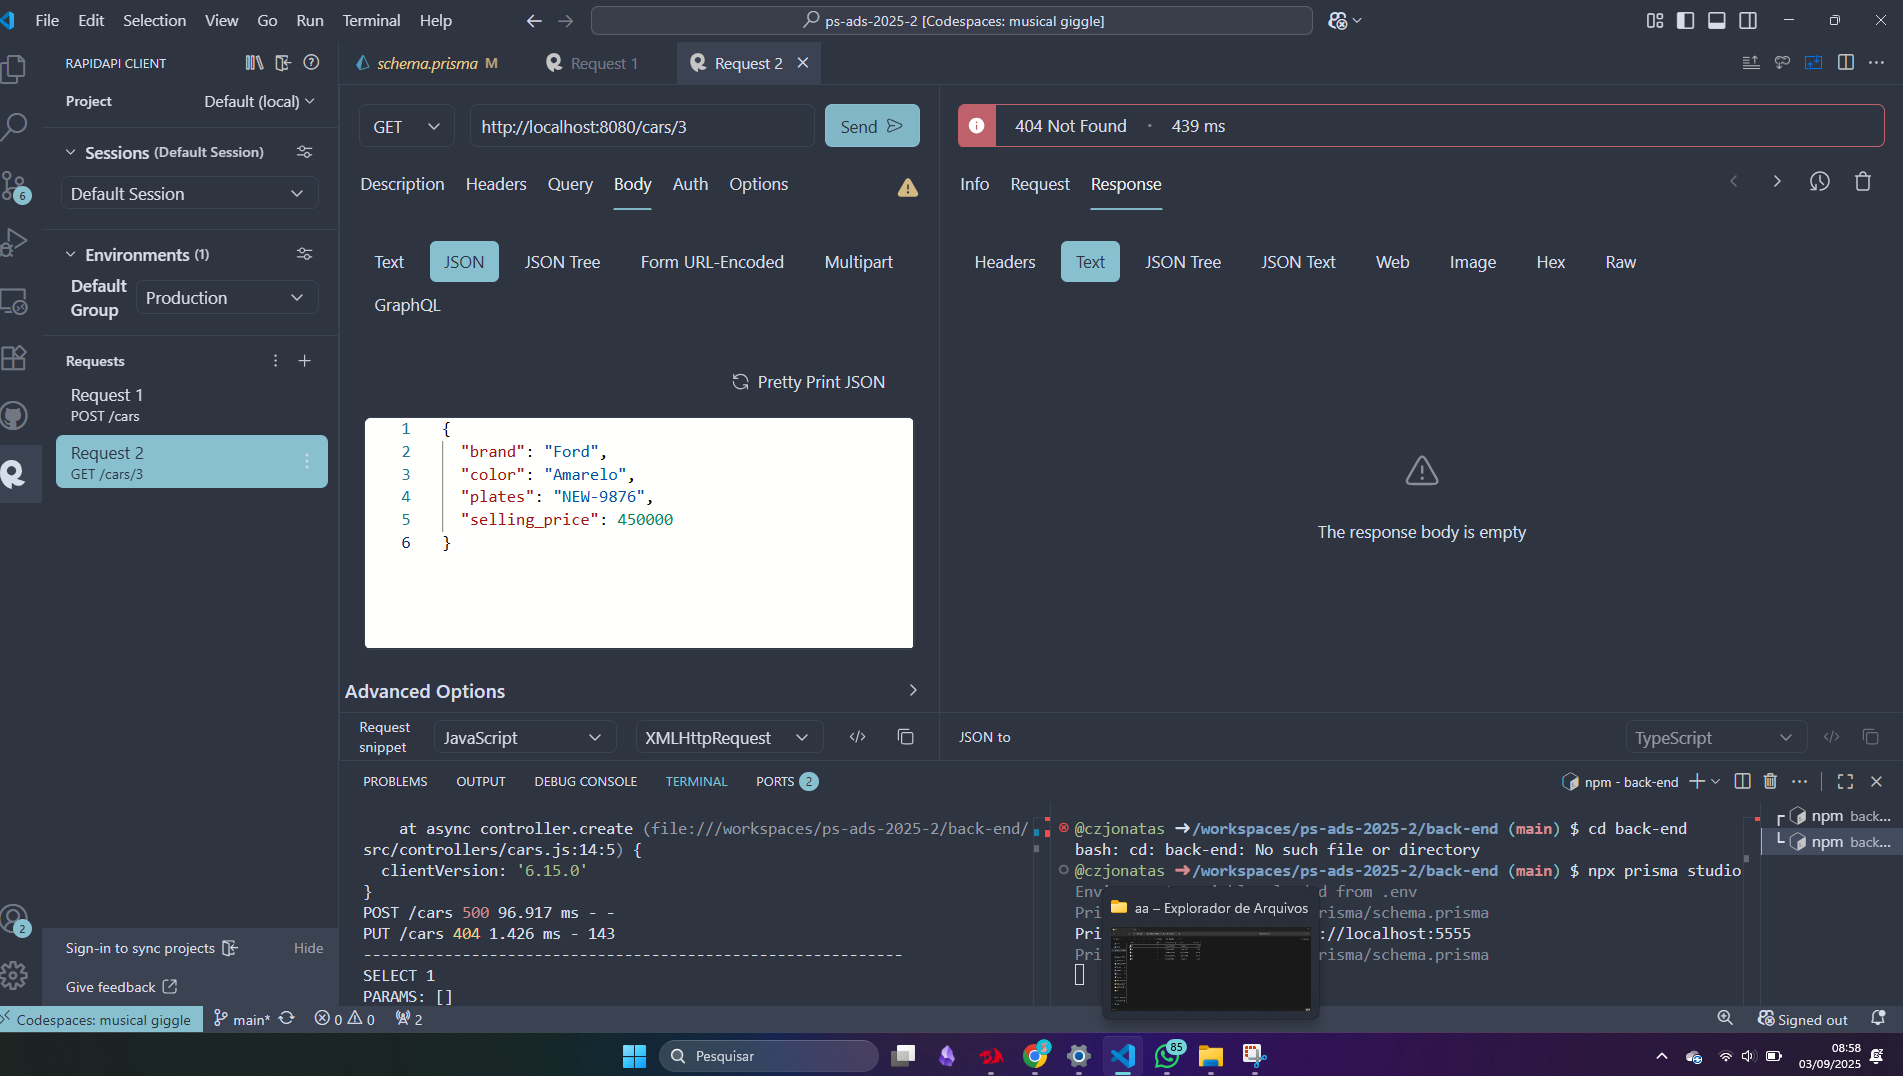 File Edit Selection View Go Run Terminal Help
ps-ads-2025-2 [Codespaces: musical giggle]
RAPIDAPI CLIENT
schema.prisma M
Request 1
Request 2
Project
Default (local)
Sessions (Default Session)
Default Session
6
Environments (1)
Default Group
Production
Requests
Request 1
POST /cars
Request 2
GET /cars/3
Sign-in to sync projects
Hide
Give feedback
2
GET
http://localhost:8080/cars/3
Send
Description Headers Query Body Auth Options
Text JSON JSON Tree Form URL-Encoded Multipart
GraphQL
Pretty Print JSON
1 {
2 "brand": "Ford",
3 "color": "Amarelo",
4 "plates": "NEW-9876",
5 "selling_price": 450000
6 }
Advanced Options
Request snippet
JavaScript
XMLHttpRequest
404 Not Found · 439 ms
Info Request Response
Headers Text JSON Tree JSON Text Web Image Hex Raw
The response body is empty
JSON to
TypeScript
PROBLEMS OUTPUT DEBUG CONSOLE TERMINAL PORTS 2
npm - back-end
at async controller.create (file:///workspaces/ps-ads-2025-2/back-end/
src/controllers/cars.js:14:5) {
clientVersion: '6.15.0'
}
POST /cars 500 96.917 ms - -
PUT /cars 404 1.426 ms - 143
------------------------------------------------------------
SELECT 1
PARAMS: []
@czjonatas ➜/workspaces/ps-ads-2025-2/back-end (main) $ cd back-end
bash: cd: back-end: No such file or directory
@czjonatas ➜/workspaces/ps-ads-2025-2/back-end (main) $ npx prisma studio
Env d from .env
Pri risma/schema.prisma
Pri ://localhost:5555
Pri risma/schema.prisma
aa – Explorador de Arquivos
npm back...
npm back...
Codespaces: musical giggle
main*
0 0
2
Signed out
Pesquisar
85
08:58
03/09/2025